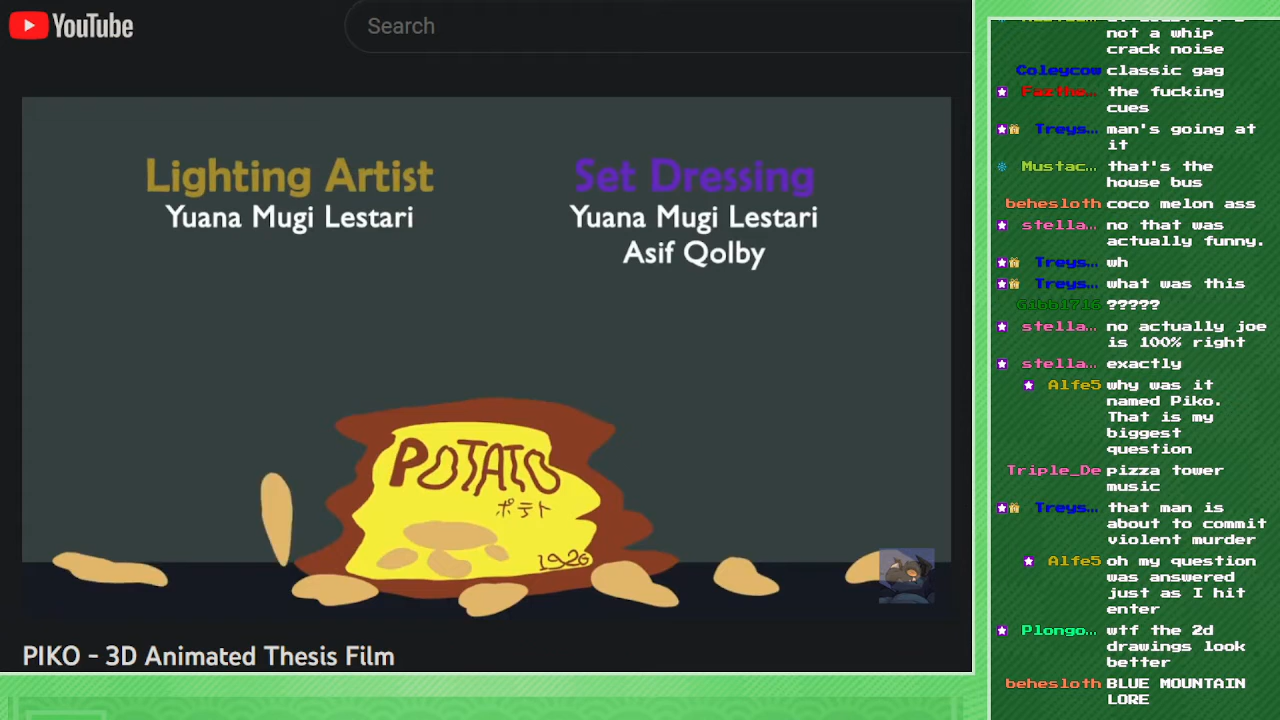 YouTube
Search
Lighting Artist
Yuana Mugi Lestari
Set Dressing
Yuana Mugi Lestari
Asif Qolby
POTATO
ポテト
1926
PIKO - 3D Animated Thesis Film
not a whip
crack noise
Coleycow classic gag
the fucking
cues
Treys... man's going at
it
Mustac... that's the
house bus
behesloth coco melon ass
stella... no that was
actually funny.
Treys... wh
Treys... what was this
Gibbl716 ?????
stella... no actually joe
is 100% right
stella... exactly
Alfe5 why was it
named Piko.
That is my
biggest
question
Triple_De pizza tower
music
Treys... that man is
about to commit
violent murder
Alfe5 oh my question
was answered
just as I hit
enter
Plongo... wtf the 2d
drawings look
better
behesloth BLUE MOUNTAIN
LORE